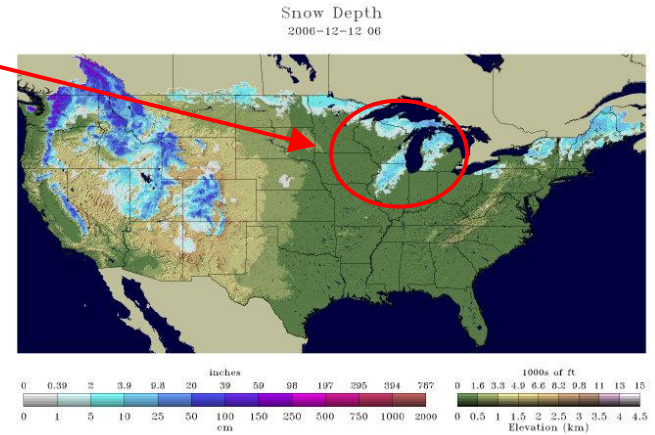 Snow Depth
2006-12-12 06
inches
0 0.39 2 3.9 9.8 20 39 59 98 197 295 394 787
0 1 5 10 25 50 100 150 250 500 750 1000 2000
cm
1000s of ft
0 1.6 3.3 4.9 6.6 8.2 9.8 11 13 15
0 0.5 1 1.5 2 2.5 3 3.5 4 4.5
Elevation (km)